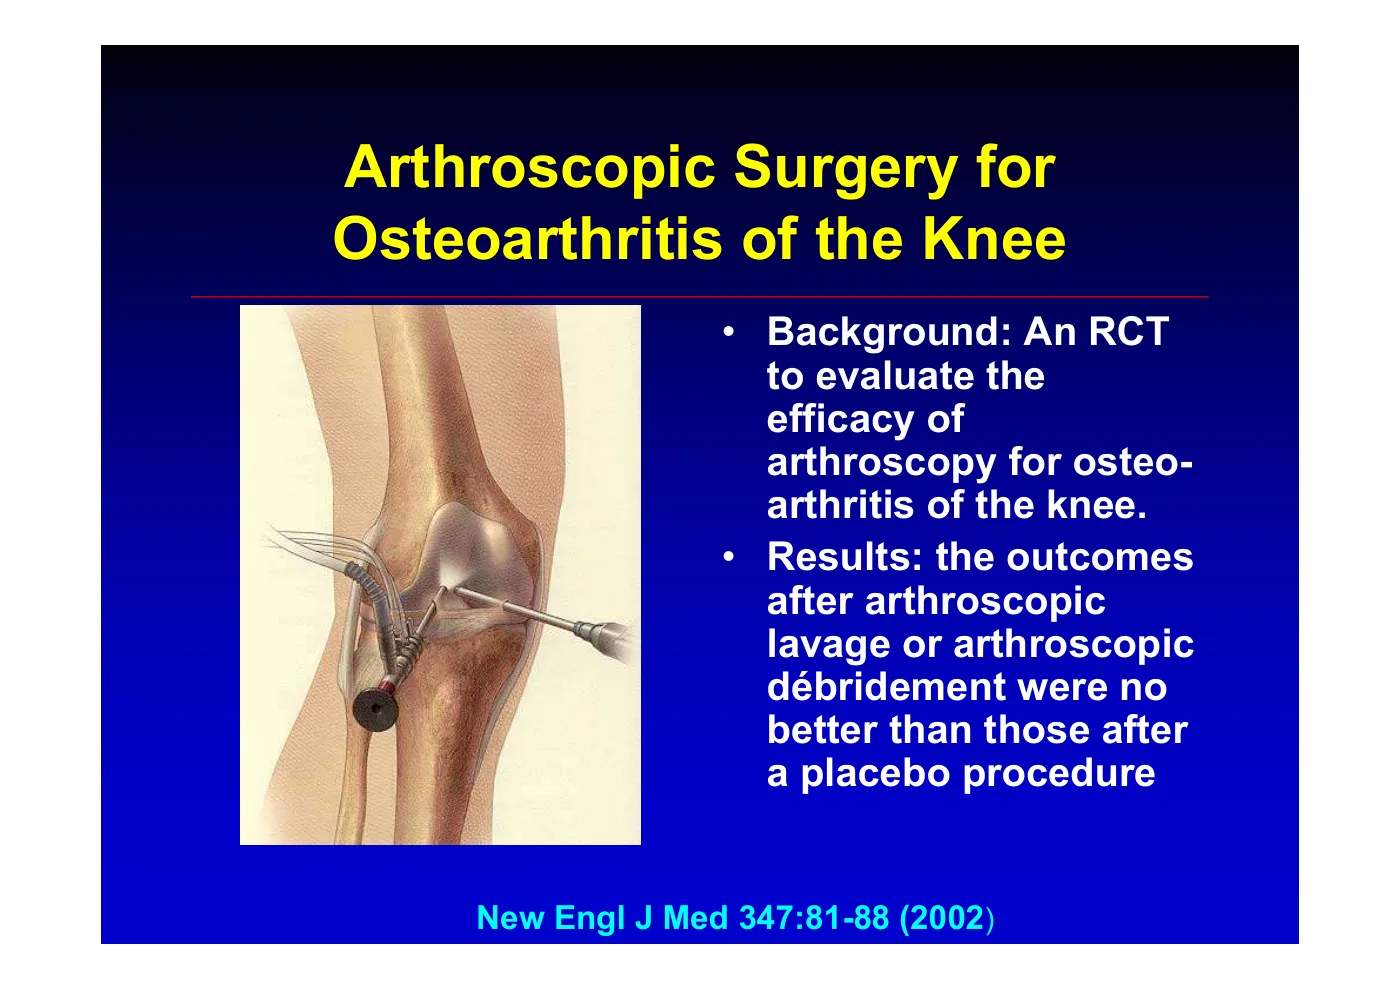 Arthroscopic Surgery for
Osteoarthritis of the Knee
• Background: An RCT
to evaluate the
efficacy of
arthroscopy for osteo-
arthritis of the knee.
• Results: the outcomes
after arthroscopic
lavage or arthroscopic
débridement were no
better than those after
a placebo procedure
New Engl J Med 347:81-88 (2002)